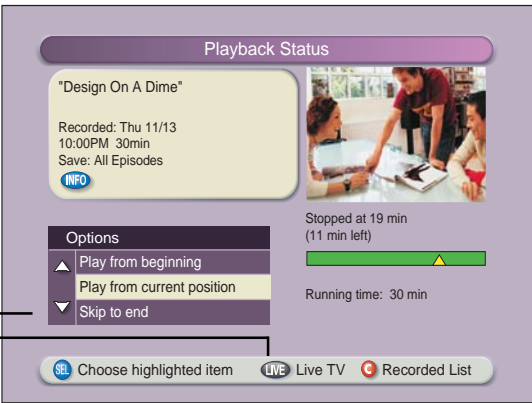 Playback Status
"Design On A Dime"
Recorded: Thu 11/13
10:00PM 30min
Save: All Episodes
INFO
Stopped at 19 min
(11 min left)
Running time: 30 min
Options
Play from beginning
Play from current position
Skip to end
SEL Choose highlighted item LIVE Live TV C Recorded List